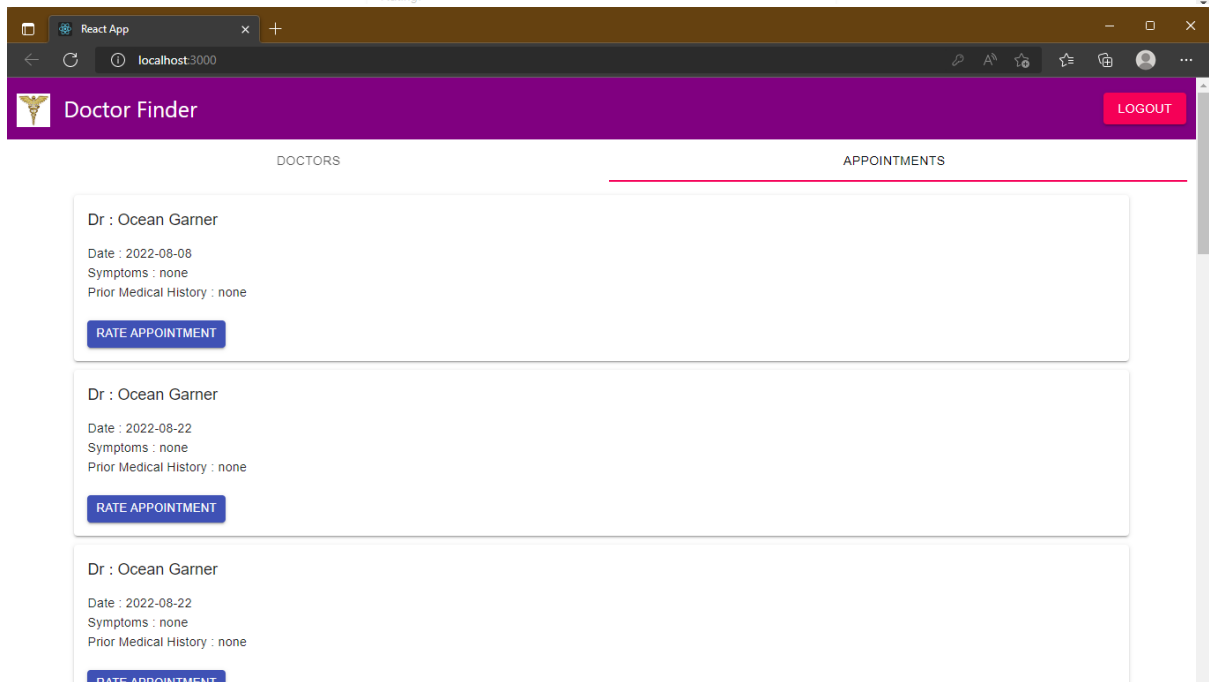 React App
localhost:3000
Doctor Finder
LOGOUT
DOCTORS
APPOINTMENTS
Dr : Ocean Garner
Date : 2022-08-08
Symptoms : none
Prior Medical History : none
RATE APPOINTMENT
Dr : Ocean Garner
Date : 2022-08-22
Symptoms : none
Prior Medical History : none
RATE APPOINTMENT
Dr : Ocean Garner
Date : 2022-08-22
Symptoms : none
Prior Medical History : none
RATE APPOINTMENT